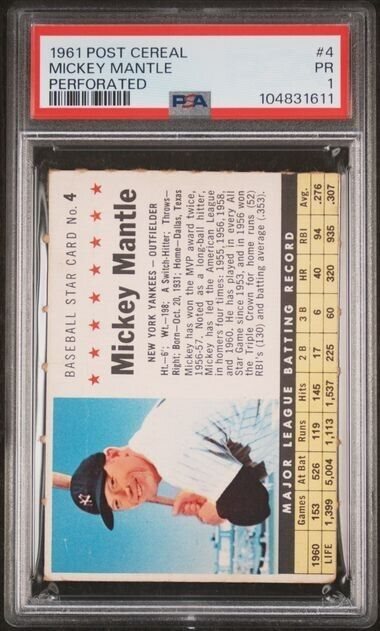 1961 POST CEREAL #4
MICKEY MANTLE PR
PERFORATED 1
PSA 104831611
BASEBALL STAR CARD No. 4
Mickey Mantle
NEW YORK YANKEES — OUTFIELDER
Ht.—6'; Wt.—198; A Switch-Hitter; Throws—
Right; Born—Oct. 20, 1931; Home—Dallas, Texas
Mickey has won the MVP award twice,
1956-57. Noted as a long-ball hitter,
Mickey has led the American League
in homers four times: 1955, 1956, 1958,
and 1960. He has played in every All
Star Game since 1953, and in 1956 won
the Triple Crown for home runs (52)
RBI's (130) and batting average (.353).
MAJOR LEAGUE BATTING RECORD
Games At Bat Runs Hits 2 B 3 B HR RBI Avg.
1960 153 526 119 145 17 6 40 94 .276
LIFE 1,399 5,004 1,113 1,537 225 60 320 935 .307